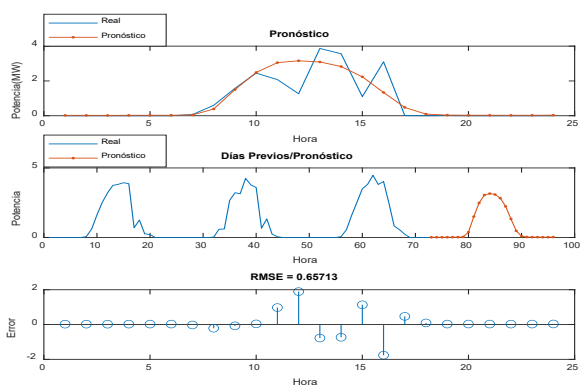 Real
Pronóstico
Pronóstico
Potencia(MW)
4
2
0
0 5 10 15 20 25
Hora
Real
Pronóstico
Días Previos/Pronóstico
Potencia
5
0
0 10 20 30 40 50 60 70 80 90 100
Hora
RMSE = 0.65713
Error
2
0
-2
0 5 10 15 20 25
Hora